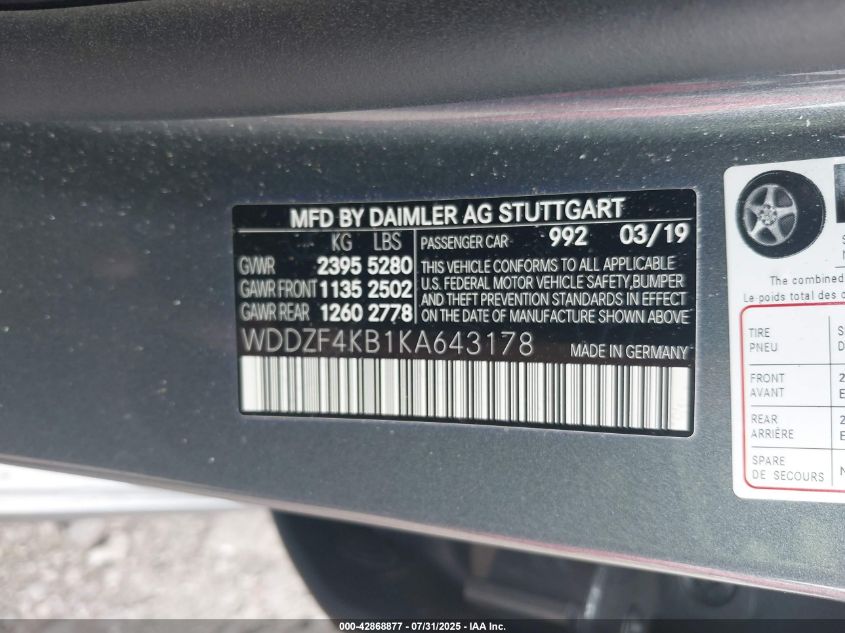 MFD BY DAIMLER AG STUTTGART
KG LBS
GVWR 2395 5280
GAWR FRONT 1135 2502
GAWR REAR 1260 2778
PASSENGER CAR 992 03/19
THIS VEHICLE CONFORMS TO ALL APPLICABLE
U.S. FEDERAL MOTOR VEHICLE SAFETY,BUMPER
AND THEFT PREVENTION STANDARDS IN EFFECT
ON THE DATE OF MANUFACTURE SHOWN ABOVE
WDDZF4KB1KA643178 MADE IN GERMANY
The combined
Le poids total des
TIRE
PNEU
FRONT
AVANT
REAR
ARRIÈRE
SPARE
DE SECOURS
© - 42868877 - 07/31/2025 - IAA Inc.